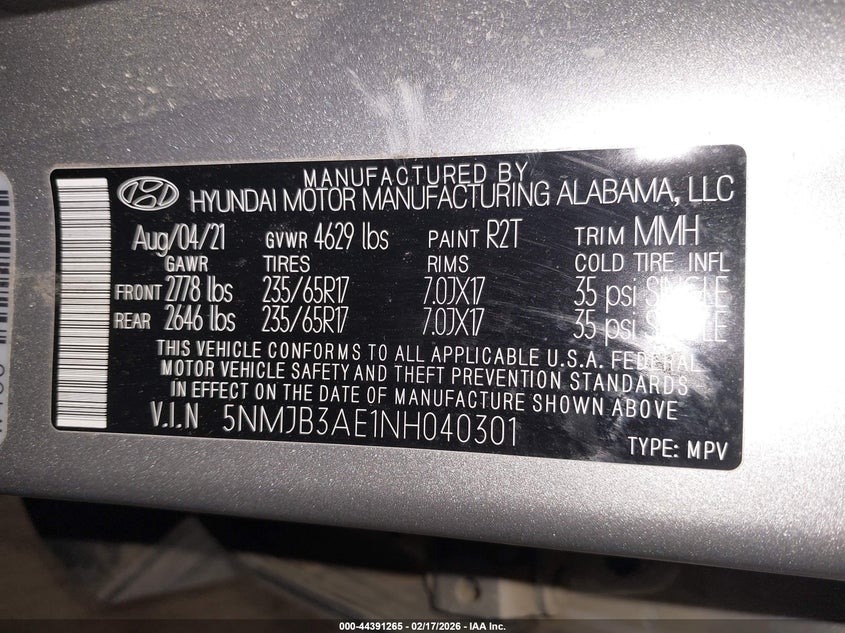 MANUFACTURED BY
HYUNDAI MOTOR MANUFACTURING ALABAMA, LLC
Aug/04/21 GVWR 4629 lbs PAINT R2T TRIM MMH
GAWR TIRES RIMS COLD TIRE INFL
FRONT 2778 lbs 235/65R17 7.0JX17 35 psi SINGLE
REAR 2646 lbs 235/65R17 7.0JX17 35 psi SINGLE
THIS VEHICLE CONFORMS TO ALL APPLICABLE U.S.A. FEDERAL
MOTOR VEHICLE SAFETY AND THEFT PREVENTION STANDARDS
IN EFFECT ON THE DATE OF MANUFACTURE SHOWN ABOVE
V.I.N 5NMJB3AE1NH040301
TYPE: MPV
000-44391265 - 02/17/2026 - IAA Inc.